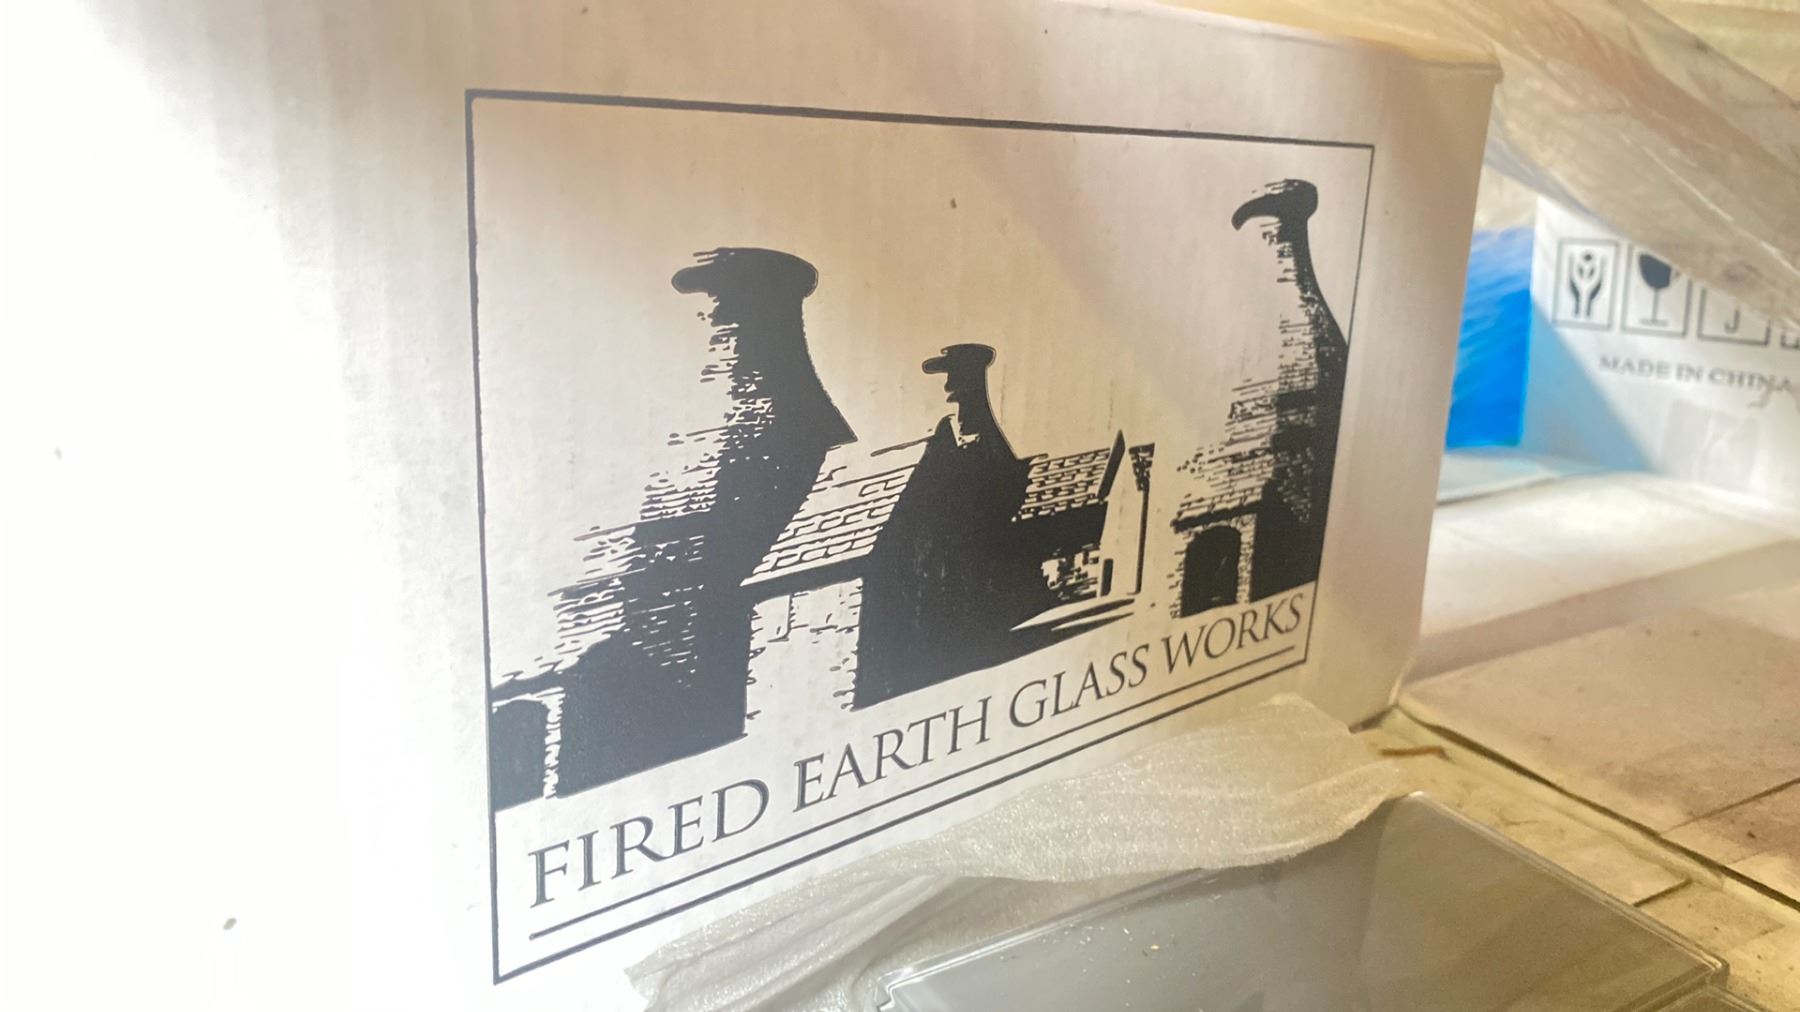 FIRED EARTH GLASS WORKS
MADE IN CHINA